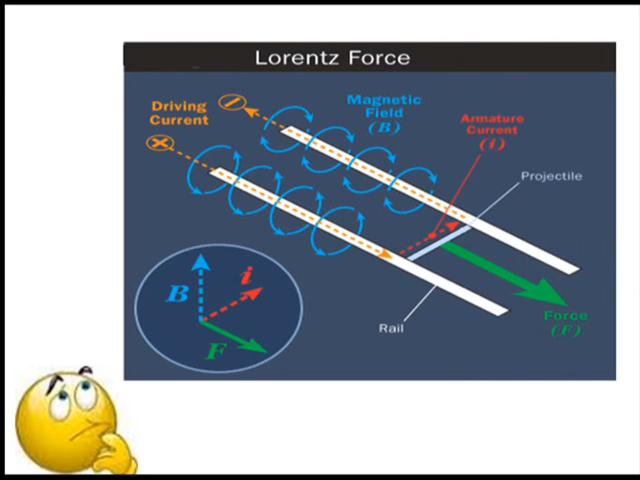 Lorentz Force
Driving
Current
Magnetic
Field
(B)
Armature
Current
(i)
Projectile
B
i
F
Rail
Force
(F)